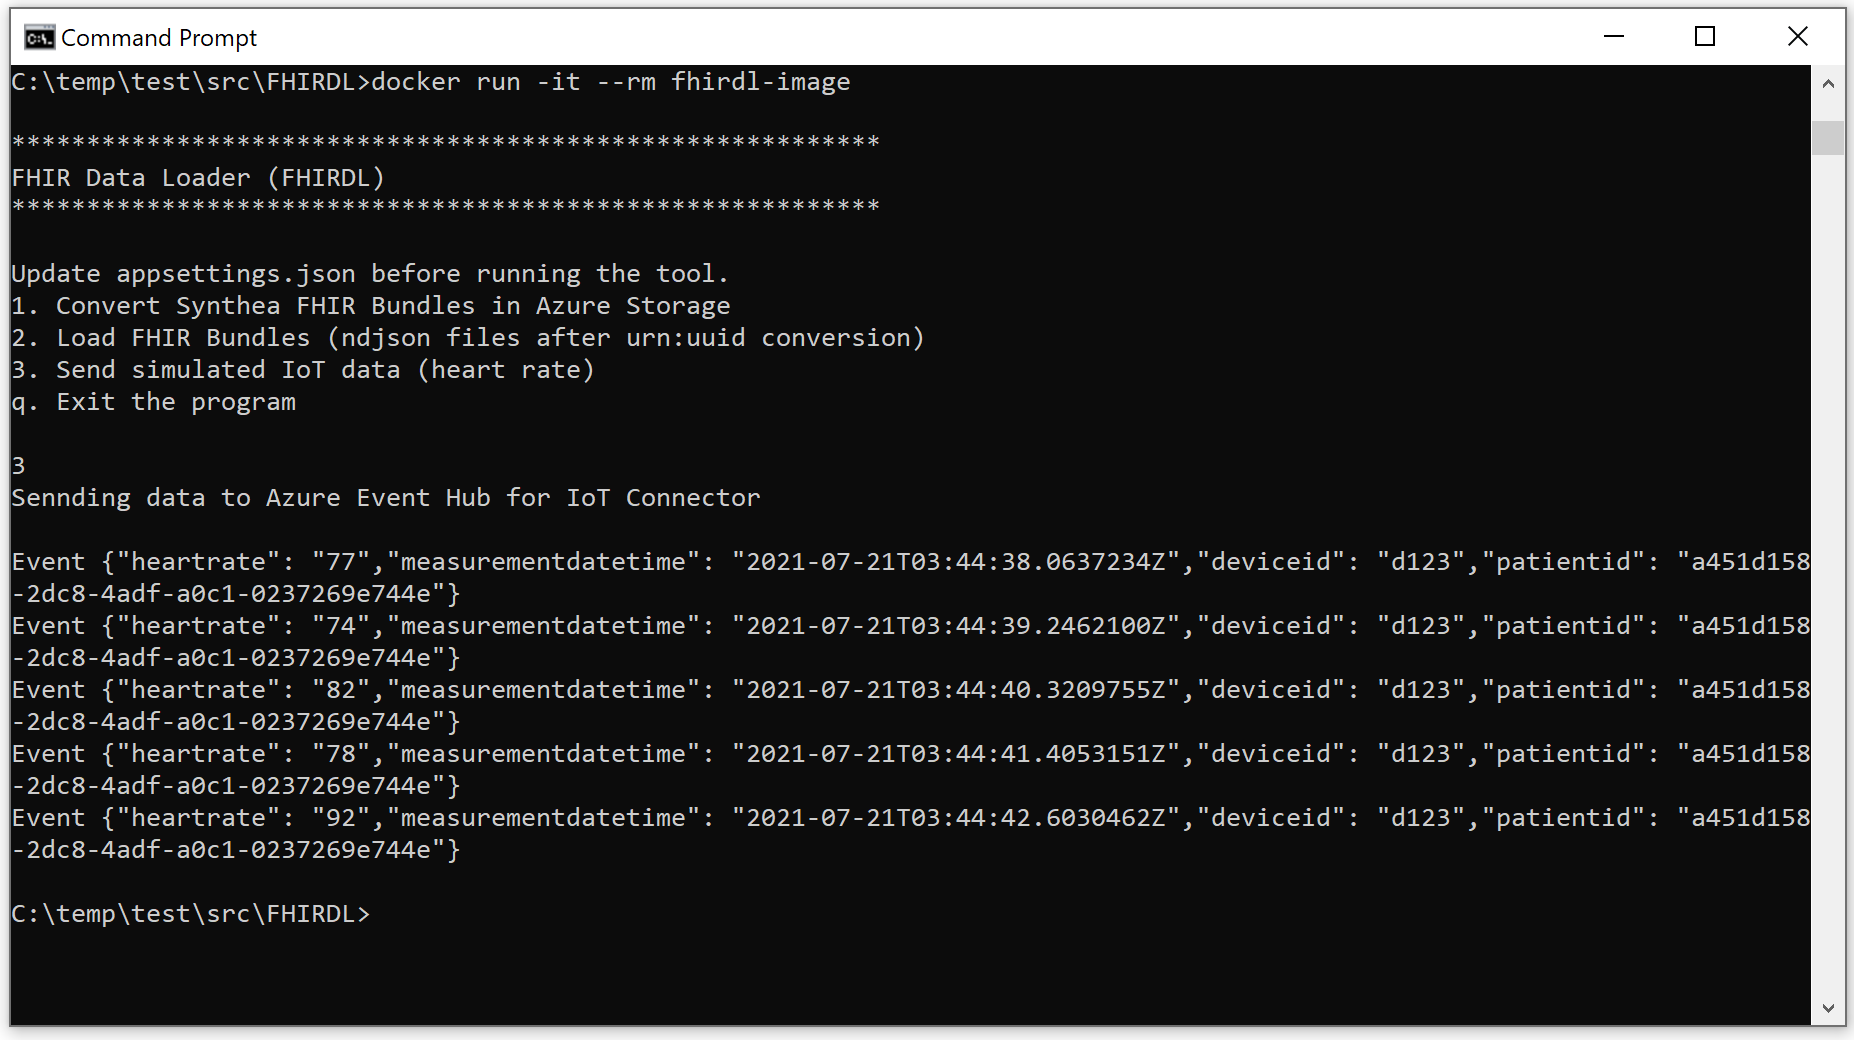 Command Prompt
C:\temp\test\src\FHIRDL>docker run -it --rm fhirdl-image
**********************************************************
FHIR Data Loader (FHIRDL)
**********************************************************
Update appsettings.json before running the tool.
1. Convert Synthea FHIR Bundles in Azure Storage
2. Load FHIR Bundles (ndjson files after urn:uuid conversion)
3. Send simulated IoT data (heart rate)
q. Exit the program
3
Sennding data to Azure Event Hub for IoT Connector
Event {"heartrate": "77","measurementdatetime": "2021-07-21T03:44:38.0637234Z","deviceid": "d123","patientid": "a451d158
-2dc8-4adf-a0c1-0237269e744e"}
Event {"heartrate": "74","measurementdatetime": "2021-07-21T03:44:39.2462100Z","deviceid": "d123","patientid": "a451d158
-2dc8-4adf-a0c1-0237269e744e"}
Event {"heartrate": "82","measurementdatetime": "2021-07-21T03:44:40.3209755Z","deviceid": "d123","patientid": "a451d158
-2dc8-4adf-a0c1-0237269e744e"}
Event {"heartrate": "78","measurementdatetime": "2021-07-21T03:44:41.4053151Z","deviceid": "d123","patientid": "a451d158
-2dc8-4adf-a0c1-0237269e744e"}
Event {"heartrate": "92","measurementdatetime": "2021-07-21T03:44:42.6030462Z","deviceid": "d123","patientid": "a451d158
-2dc8-4adf-a0c1-0237269e744e"}
C:\temp\test\src\FHIRDL>